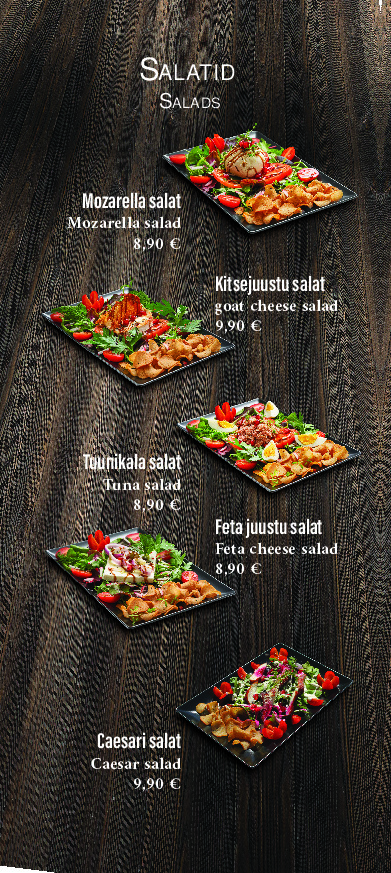 SALATID
SALADS
Mozarella salat
Mozarella salad
8,90 €
Kitsejuustu salat
goat cheese salad
9,90 €
Tuunikala salat
Tuna salad
8,90 €
Feta juustu salat
Feta cheese salad
8,90 €
Caesari salat
Caesar salad
9,90 €